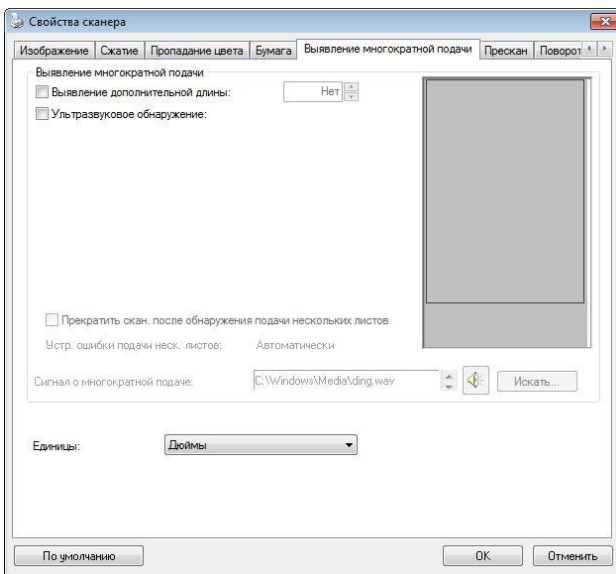 Свойства сканера
Изображение Сжатие Пропадание цвета Бумага Выявление многократной подачи Прескан Поворот
Выявление многократной подачи
Выявление дополнительной длины: Нет
Ультразвуковое обнаружение:
Прекратить скан. после обнаружения подачи нескольких листов
Устр. ошибки подачи неск. листов: Автоматически
Сигнал о многократной подаче: C:\Windows\Media\ding.wav Искать...
Единицы: Дюймы
По умолчанию OK Отменить